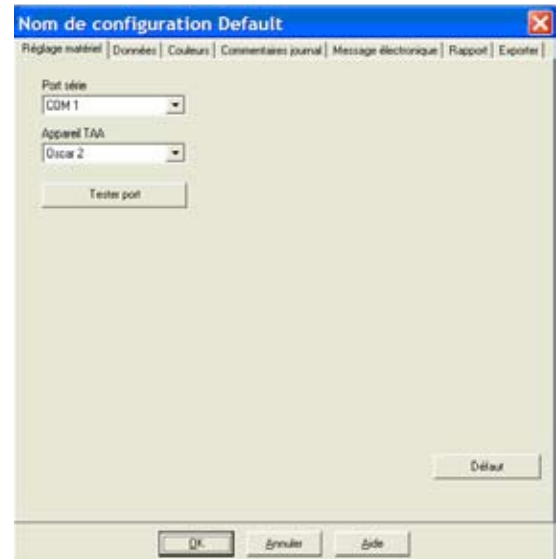 Nom de configuration Default
Réglage matériel Données Couleurs Commentaires journal Message électronique Rapport Exporter
Port série
COM 1
Appareil TAA
Oscar 2
Tester port
Défaut
OK Annuler Aide